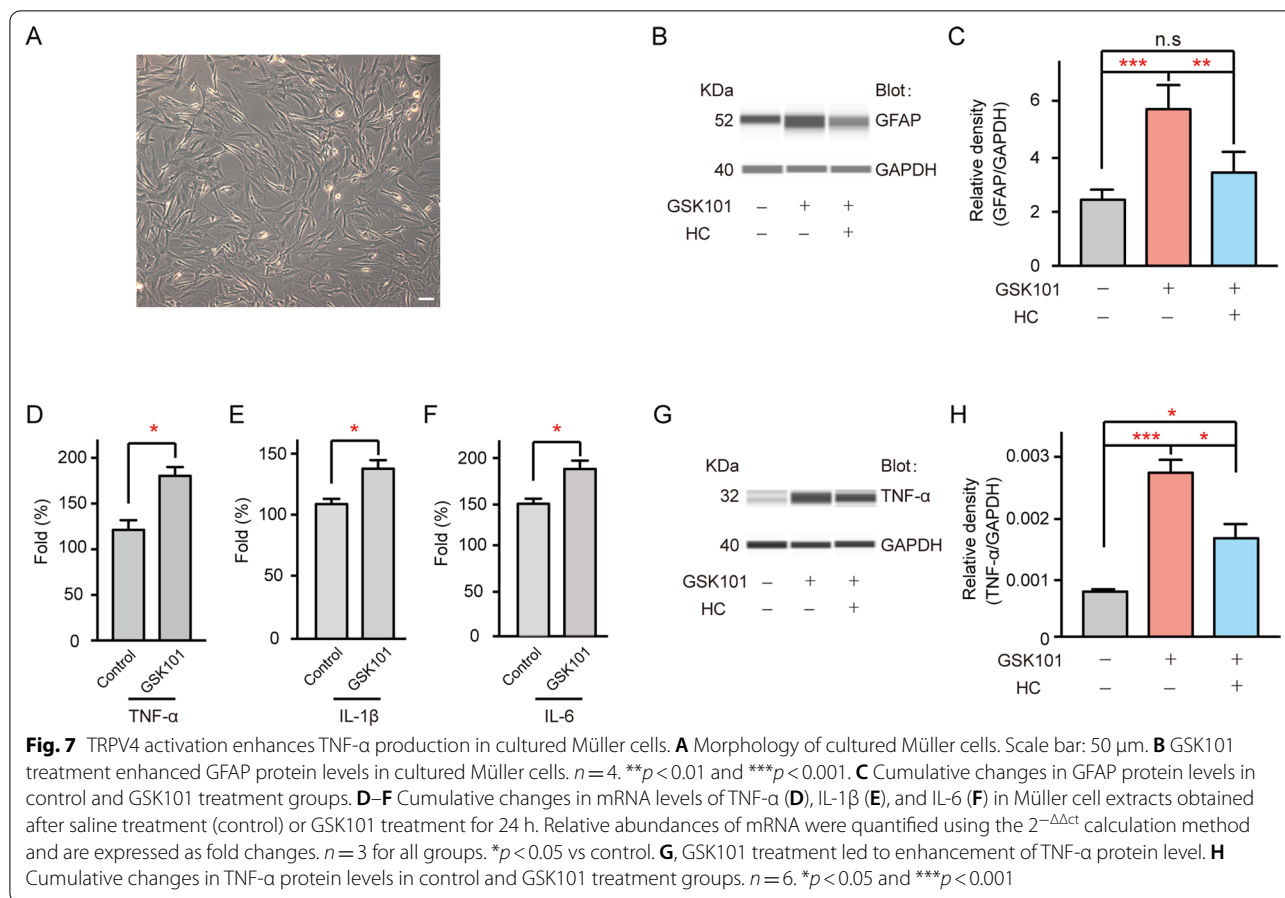 A
B
KDa
Blot:
52
GFAP
40
GAPDH
GSK101 – + +
HC – – +
C
n.s
*** **
Relative density
(GFAP/GAPDH)
6
4
2
0
GSK101 – + +
HC – – +
D
*
Fold (%)
200
150
100
50
0
Control
GSK101
TNF-α
E
*
Fold (%)
150
100
50
0
Control
GSK101
IL-1β
F
*
Fold (%)
200
150
100
50
0
Control
GSK101
IL-6
G
KDa
Blot:
32
TNF-α
40
GAPDH
GSK101 – + +
HC – – +
H
*
*** *
Relative density
(TNF-α/GAPDH)
0.003
0.002
0.001
0
GSK101 – + +
HC – – +
Fig. 7 TRPV4 activation enhances TNF-α production in cultured Müller cells. A Morphology of cultured Müller cells. Scale bar: 50 μm. B GSK101
treatment enhanced GFAP protein levels in cultured Müller cells. n = 4. **p < 0.01 and ***p < 0.001. C Cumulative changes in GFAP protein levels in
control and GSK101 treatment groups. D–F Cumulative changes in mRNA levels of TNF-α (D), IL-1β (E), and IL-6 (F) in Müller cell extracts obtained
after saline treatment (control) or GSK101 treatment for 24 h. Relative abundances of mRNA were quantified using the 2−ΔΔct calculation method
and are expressed as fold changes. n = 3 for all groups. *p < 0.05 vs control. G, GSK101 treatment led to enhancement of TNF-α protein level. H
Cumulative changes in TNF-α protein levels in control and GSK101 treatment groups. n = 6. *p < 0.05 and ***p < 0.001